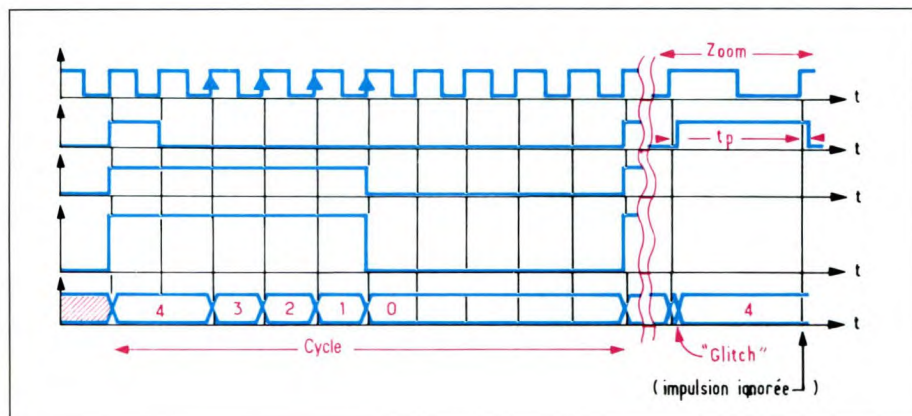 Zoom
t
tp
t
t
t
4 3 2 1 0 4
t
Cycle
"Glitch"
(impulsion ignorée)